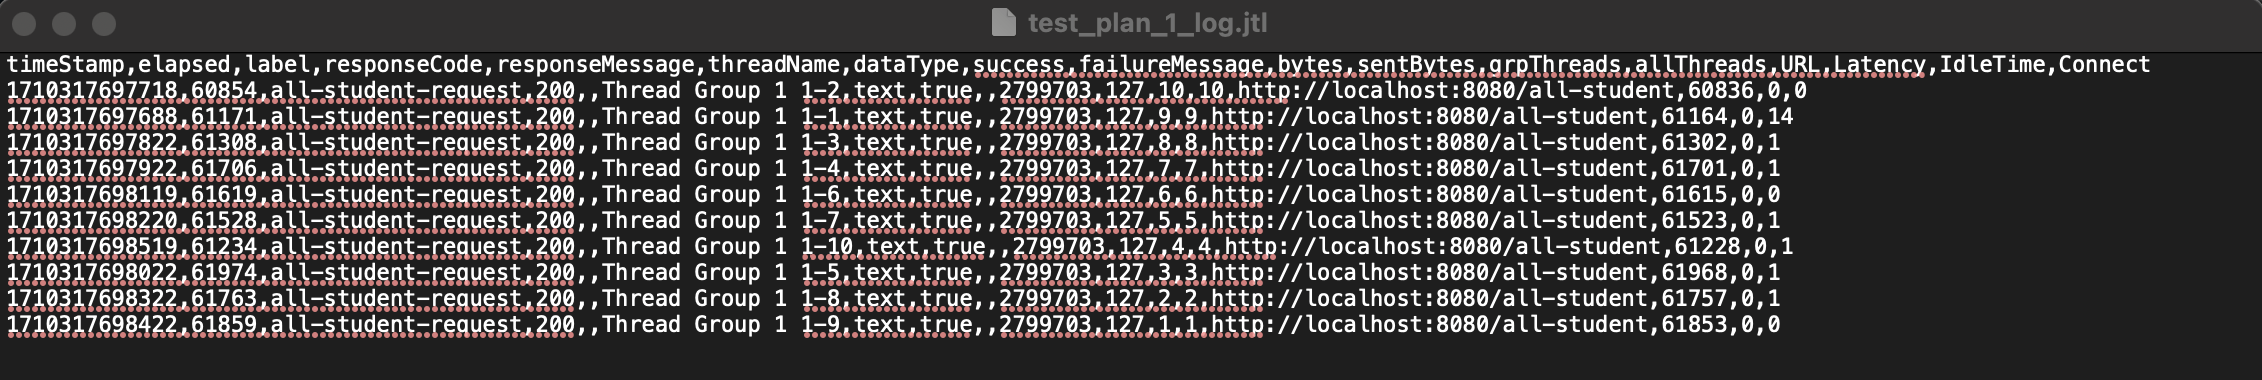 test_plan_1_log.jtl
timeStamp,elapsed,label,responseCode,responseMessage,threadName,dataType,success,failureMessage,bytes,sentBytes,grpThreads,allThreads,URL,Latency,IdleTime,Connect
1710317697718,60854,all-student-request,200,,Thread Group 1 1-2,text,true,,2799703,127,10,10,http://localhost:8080/all-student,60836,0,0
1710317697688,61171,all-student-request,200,,Thread Group 1 1-1,text,true,,2799703,127,9,9,http://localhost:8080/all-student,61164,0,14
1710317697822,61308,all-student-request,200,,Thread Group 1 1-3,text,true,,2799703,127,8,8,http://localhost:8080/all-student,61302,0,1
1710317697922,61706,all-student-request,200,,Thread Group 1 1-4,text,true,,2799703,127,7,7,http://localhost:8080/all-student,61701,0,1
1710317698119,61619,all-student-request,200,,Thread Group 1 1-6,text,true,,2799703,127,6,6,http://localhost:8080/all-student,61615,0,0
1710317698220,61528,all-student-request,200,,Thread Group 1 1-7,text,true,,2799703,127,5,5,http://localhost:8080/all-student,61523,0,1
1710317698519,61234,all-student-request,200,,Thread Group 1 1-10,text,true,,2799703,127,4,4,http://localhost:8080/all-student,61228,0,1
1710317698022,61974,all-student-request,200,,Thread Group 1 1-5,text,true,,2799703,127,3,3,http://localhost:8080/all-student,61968,0,1
1710317698322,61763,all-student-request,200,,Thread Group 1 1-8,text,true,,2799703,127,2,2,http://localhost:8080/all-student,61757,0,1
1710317698422,61859,all-student-request,200,,Thread Group 1 1-9,text,true,,2799703,127,1,1,http://localhost:8080/all-student,61853,0,0